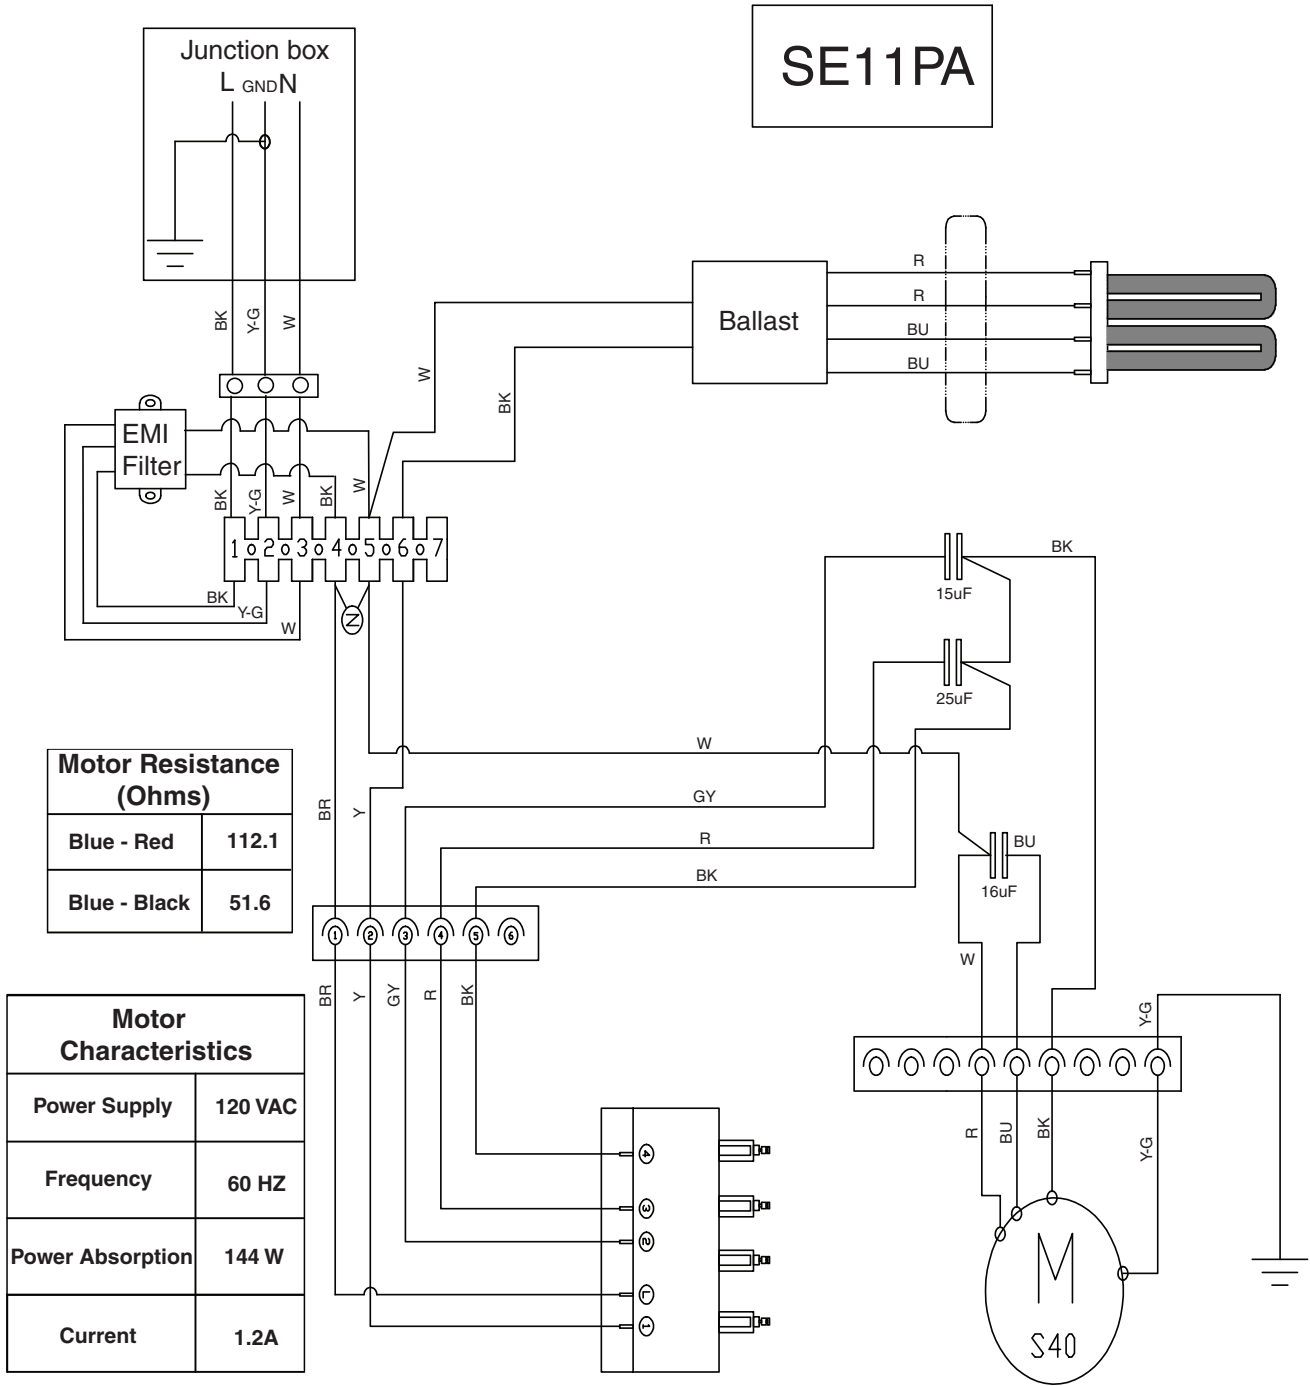 Junction box
L GND N
SE11PA
BK
Y-G
W
R
R
BU
BU
Ballast
W
BK
EMI
Filter
BK
Y-G
W
BK
W
1 2 3 4 5 6 7
BK
Y-G
W
N
BK
15uF
25uF
W
GY
R
BK
BR
Y
BU
16uF
W
Motor Resistance
(Ohms)
Blue - Red 112.1
Blue - Black 51.6
1 2 3 4 5 6
BR
Y
GY
R
BK
Y-G
Motor
Characteristics
Power Supply 120 VAC
Frequency 60 HZ
Power Absorption 144 W
Current 1.2A
4
3
2
L
1
R
BU
BK
Y-G
M
S40